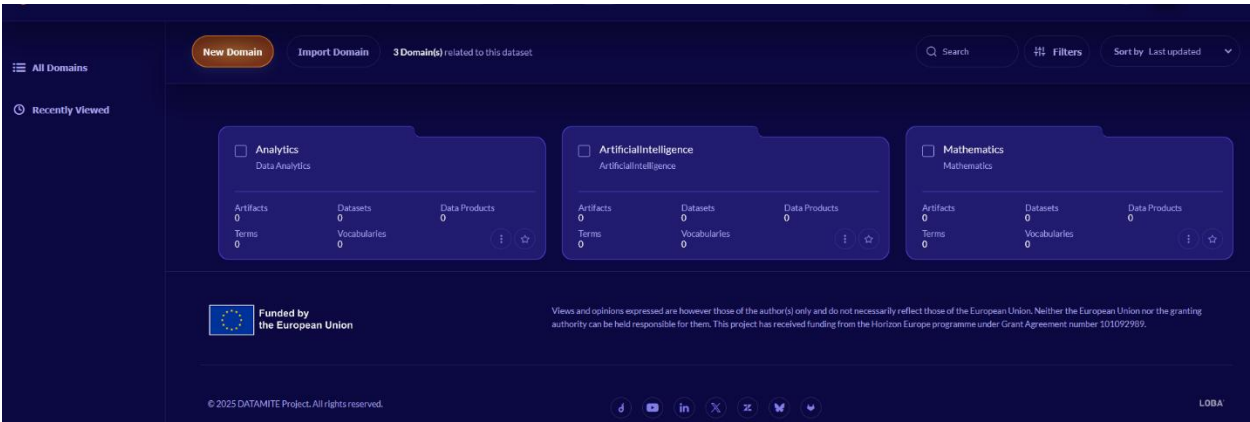 New Domain
Import Domain
3 Domain(s) related to this dataset
Search
Filters
Sort by Last updated
All Domains
Recently Viewed
Analytics
Data Analytics
Artifacts
0
Datasets
0
Data Products
0
Terms
0
Vocabularies
0
ArtificialIntelligence
ArtificialIntelligence
Artifacts
0
Datasets
0
Data Products
0
Terms
0
Vocabularies
0
Mathematics
Mathematics
Artifacts
0
Datasets
0
Data Products
0
Terms
0
Vocabularies
0
Funded by
the European Union
Views and opinions expressed are however those of the author(s) only and do not necessarily reflect those of the European Union. Neither the European Union nor the granting
authority can be held responsible for them. This project has received funding from the Horizon Europe programme under Grant Agreement number 101092989.
© 2025 DATAMITE Project. All rights reserved.
LOBA